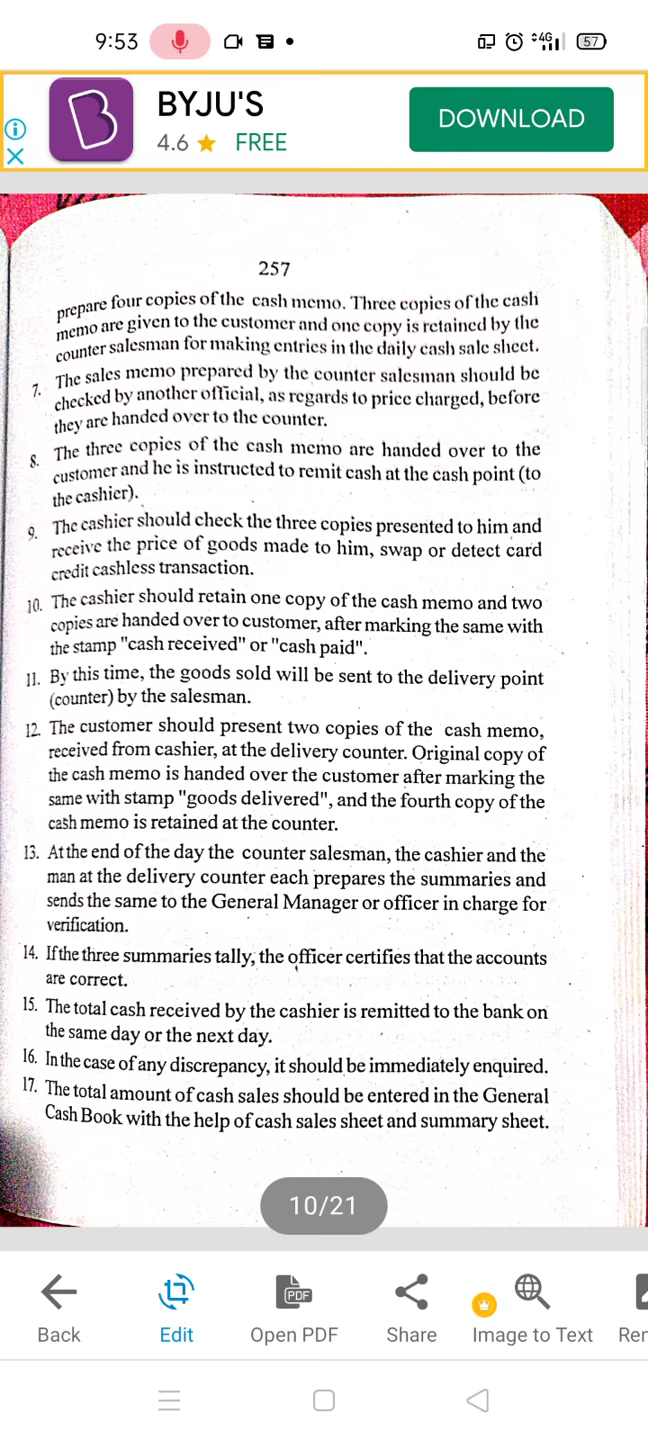 9:53
4G
57
BYJU'S
DOWNLOAD
4.6 ★ FREE
257
prepare four copies of the cash memo. Three copies of the cash
memo are given to the customer and one copy is retained by the
counter salesman for making entries in the daily cash sale sheet.
7. The sales memo prepared by the counter salesman should be
checked by another official, as regards to price charged, before
they are handed over to the counter.
8. The three copies of the cash memo are handed over to the
customer and he is instructed to remit cash at the cash point (to
the cashier).
9. The cashier should check the three copies presented to him and
receive the price of goods made to him, swap or detect card
credit cashless transaction.
10. The cashier should retain one copy of the cash memo and two
copies are handed over to customer, after marking the same with
the stamp "cash received" or "cash paid".
11. By this time, the goods sold will be sent to the delivery point
(counter) by the salesman.
12. The customer should present two copies of the cash memo,
received from cashier, at the delivery counter. Original copy of
the cash memo is handed over the customer after marking the
same with stamp "goods delivered", and the fourth copy of the
cash memo is retained at the counter.
13. At the end of the day the counter salesman, the cashier and the
man at the delivery counter each prepares the summaries and
sends the same to the General Manager or officer in charge for
verification.
14. If the three summaries tally, the officer certifies that the accounts
are correct.
15. The total cash received by the cashier is remitted to the bank on
the same day or the next day.
16. In the case of any discrepancy, it should be immediately enquired.
17. The total amount of cash sales should be entered in the General
Cash Book with the help of cash sales sheet and summary sheet.
10/21
PDF
Back Edit Open PDF Share Image to Text Ren